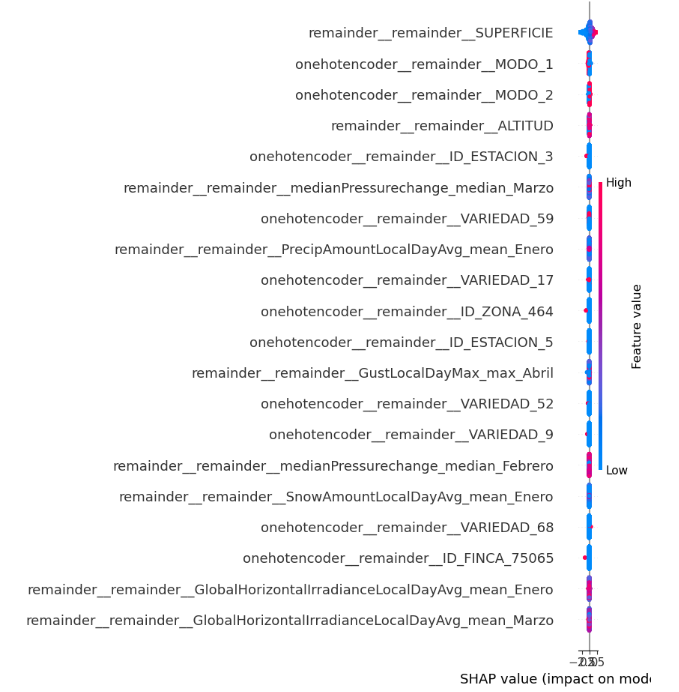 remainder__remainder__SUPERFICIE
onehotencoder__remainder__MODO_1
onehotencoder__remainder__MODO_2
remainder__remainder__ALTITUD
onehotencoder__remainder__ID_ESTACION_3
remainder__remainder__medianPressurechange_median_Marzo
High
onehotencoder__remainder__VARIEDAD_59
remainder__remainder__PrecipAmountLocalDayAvg_mean_Enero
onehotencoder__remainder__VARIEDAD_17
onehotencoder__remainder__ID_ZONA_464
Feature value
onehotencoder__remainder__ID_ESTACION_5
remainder__remainder__GustLocalDayMax_max_Abril
onehotencoder__remainder__VARIEDAD_52
onehotencoder__remainder__VARIEDAD_9
remainder__remainder__medianPressurechange_median_Febrero
Low
remainder__remainder__SnowAmountLocalDayAvg_mean_Enero
onehotencoder__remainder__VARIEDAD_68
onehotencoder__remainder__ID_FINCA_75065
remainder__remainder__GlobalHorizontalIrradianceLocalDayAvg_mean_Enero
remainder__remainder__GlobalHorizontalIrradianceLocalDayAvg_mean_Marzo
SHAP value (impact on mode